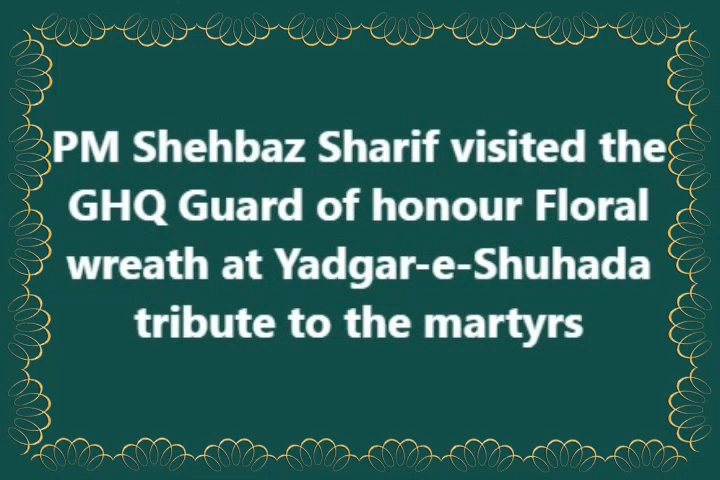 PM Shehbaz Sharif visited the
GHQ Guard of honour Floral
wreath at Yadgar-e-Shuhada
tribute to the martyrs